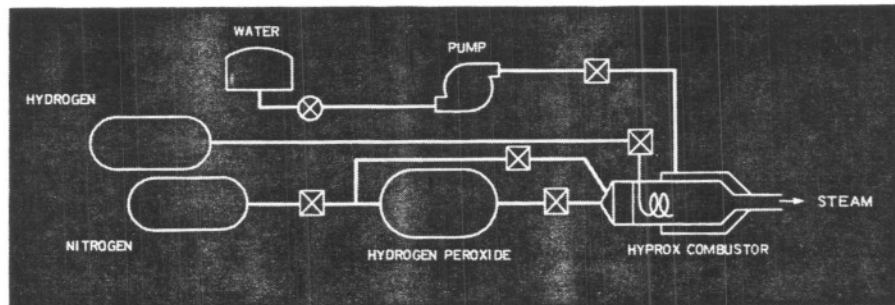 WATER
PUMP
HYDROGEN
STEAM
NITROGEN
HYDROGEN PEROXIDE
HYPROX COMBUSTOR